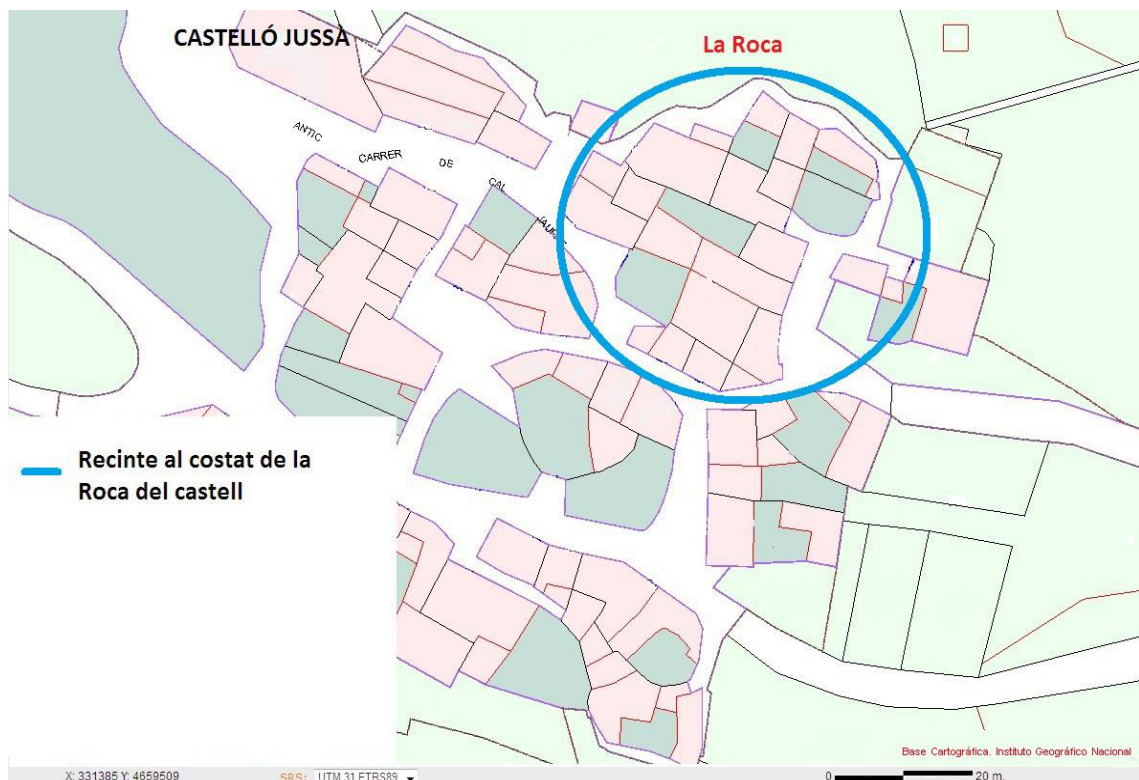 CASTELLÓ JUSSÀ
La Roca
ANTIC
CARRER
DE
CAL
Recinte al costat de la
Roca del castell
Base Cartográfica. Instituto Geográfico Nacional
X: 331385 Y: 4659509
SRS: UTM 31 ETRS89
0 20 m.